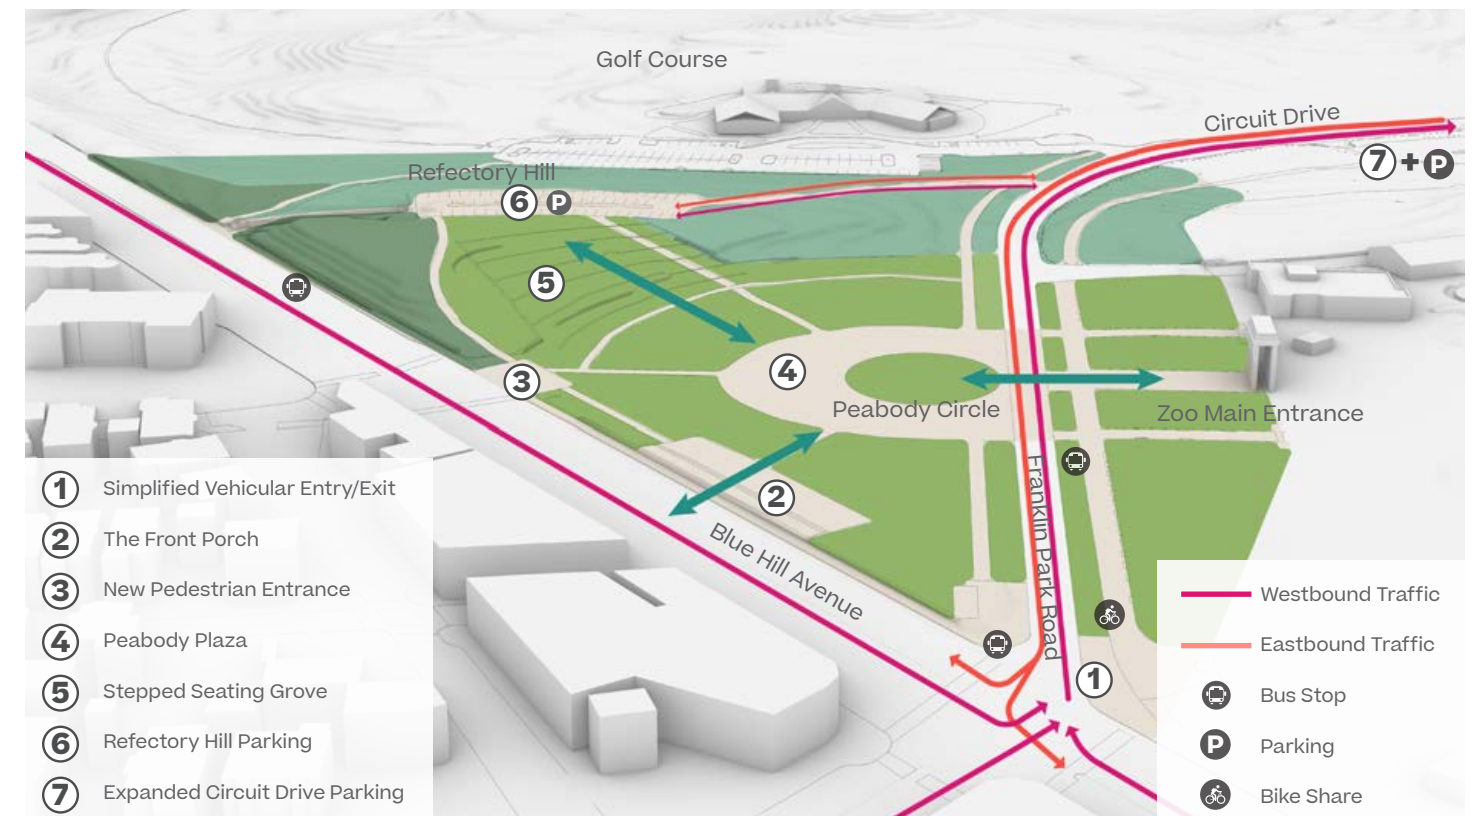 Golf Course
Circuit Drive
7 + P
Refectory Hill
6 P
5
4
3
Peabody Circle
Zoo Main Entrance
2
Blue Hill Avenue
Franklin Park Road
1
1 Simplified Vehicular Entry/Exit
2 The Front Porch
3 New Pedestrian Entrance
4 Peabody Plaza
5 Stepped Seating Grove
6 Refectory Hill Parking
7 Expanded Circuit Drive Parking
Westbound Traffic
Eastbound Traffic
Bus Stop
P Parking
Bike Share